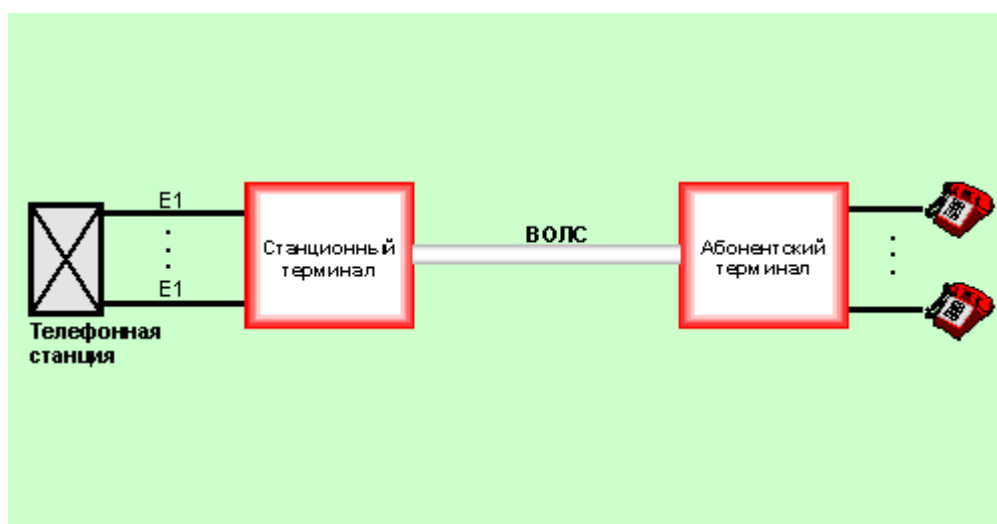 E1
E1
Телефонная
станция
Станционный
терминал
ВОЛС
Абонентский
терминал